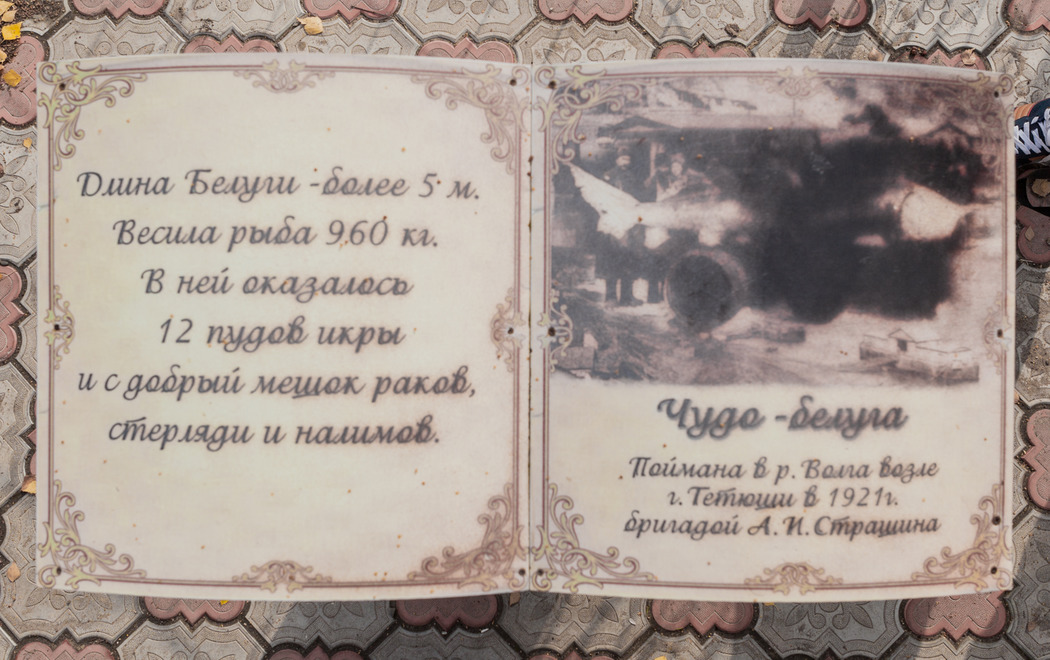 Длина Белуги -более 5 м.
Весила рыба 960 кг.
В ней оказалось
12 пудов икры
и с добрый мешок раков,
стерляди и налимов.
Чудо -белуга
Поймана в р. Волга возле
г.Тетюши в 1921г.
бригадой А.И.Страшина